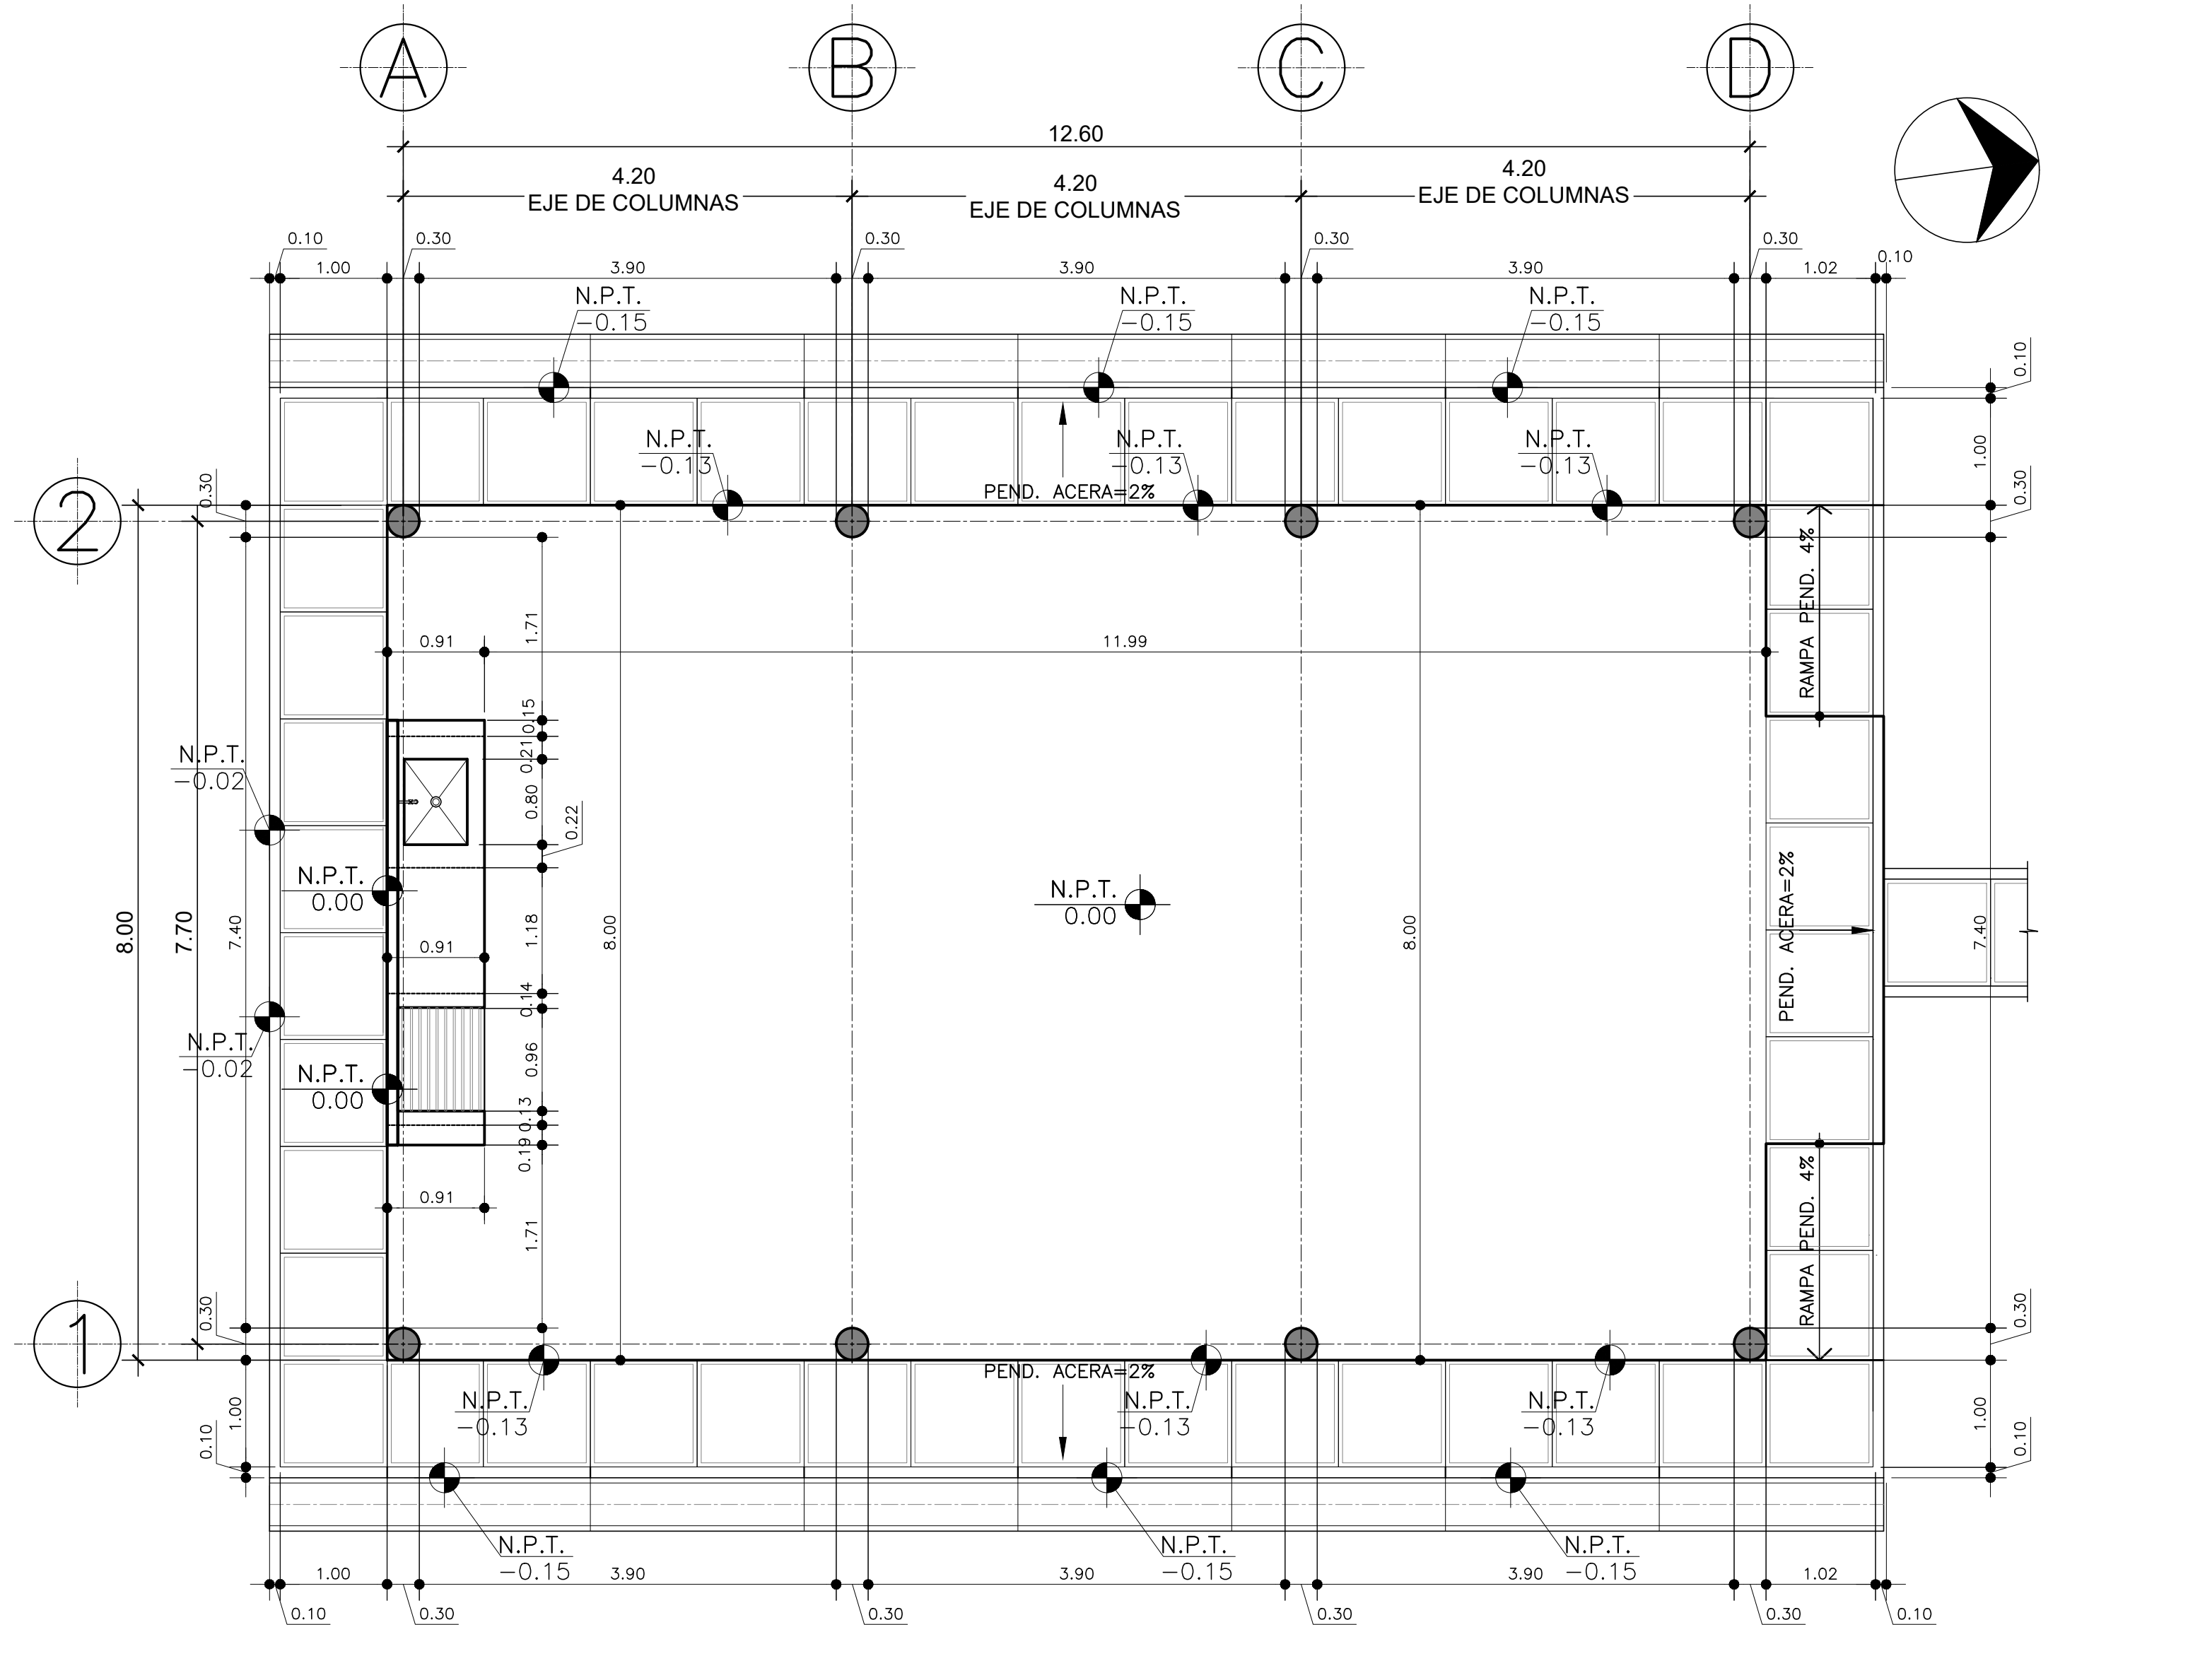 A
B
C
D
12.60
4.20
EJE DE COLUMNAS
4.20
EJE DE COLUMNAS
4.20
EJE DE COLUMNAS
0.10
0.30
0.30
0.30
0.30
0.10
1.00
3.90
3.90
3.90
1.02
N.P.T.
-0.15
N.P.T.
-0.15
N.P.T.
-0.15
0.10
N.P.T.
-0.13
N.P.T.
-0.13
N.P.T.
-0.13
1.00
PEND. ACERA=2%
0.30
0.30
2
RAMPA PEND. 4%
1.71
0.91
11.99
0.15
0.21
0.80
0.22
N.P.T.
-0.02
N.P.T.
0.00
N.P.T.
0.00
8.00
7.70
7.40
1.18
8.00
8.00
PEND. ACERA=2%
7.40
0.91
0.14
N.P.T.
-0.02
0.96
N.P.T.
0.00
0.13
0.19
RAMPA PEND. 4%
0.91
1.71
0.30
0.30
1
PEND. ACERA=2%
1.00
N.P.T.
-0.13
N.P.T.
-0.13
N.P.T.
-0.13
1.00
0.10
0.10
N.P.T.
-0.15
N.P.T.
-0.15
N.P.T.
-0.15
1.00
3.90
3.90
3.90
1.02
0.10
0.30
0.30
0.30
0.30
0.10